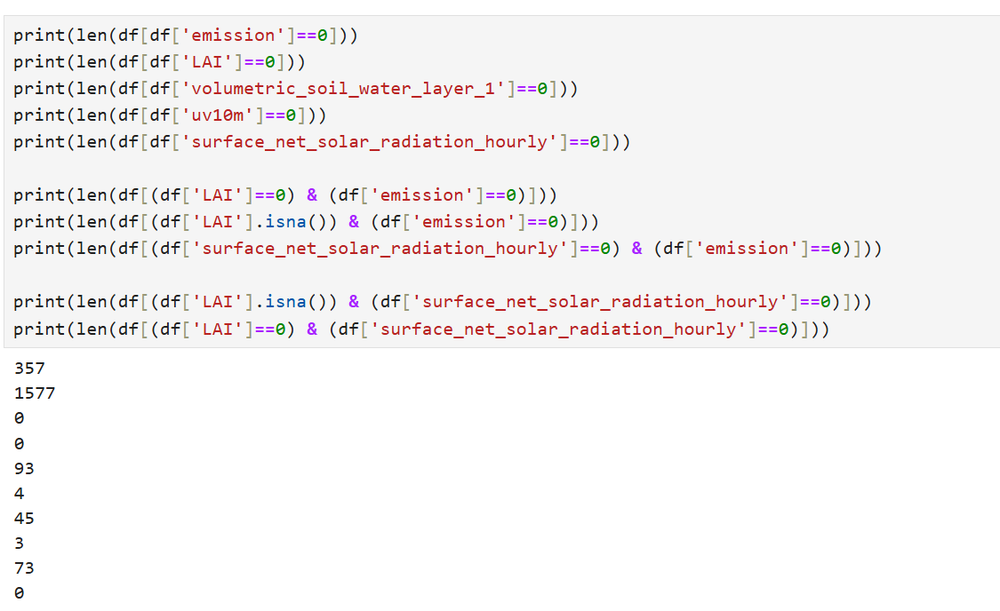 print(len(df[df['emission']==0]))
print(len(df[df['LAI']==0]))
print(len(df[df['volumetric_soil_water_layer_1']==0]))
print(len(df[df['uv10m']==0]))
print(len(df[df['surface_net_solar_radiation_hourly']==0]))
print(len(df[(df['LAI']==0) & (df['emission']==0)]))
print(len(df[(df['LAI'].isna()) & (df['emission']==0)]))
print(len(df[(df['surface_net_solar_radiation_hourly']==0) & (df['emission']==0)]))
print(len(df[(df['LAI'].isna()) & (df['surface_net_solar_radiation_hourly']==0)]))
print(len(df[(df['LAI']==0) & (df['surface_net_solar_radiation_hourly']==0)]))
357
1577
0
0
93
4
45
3
73
0